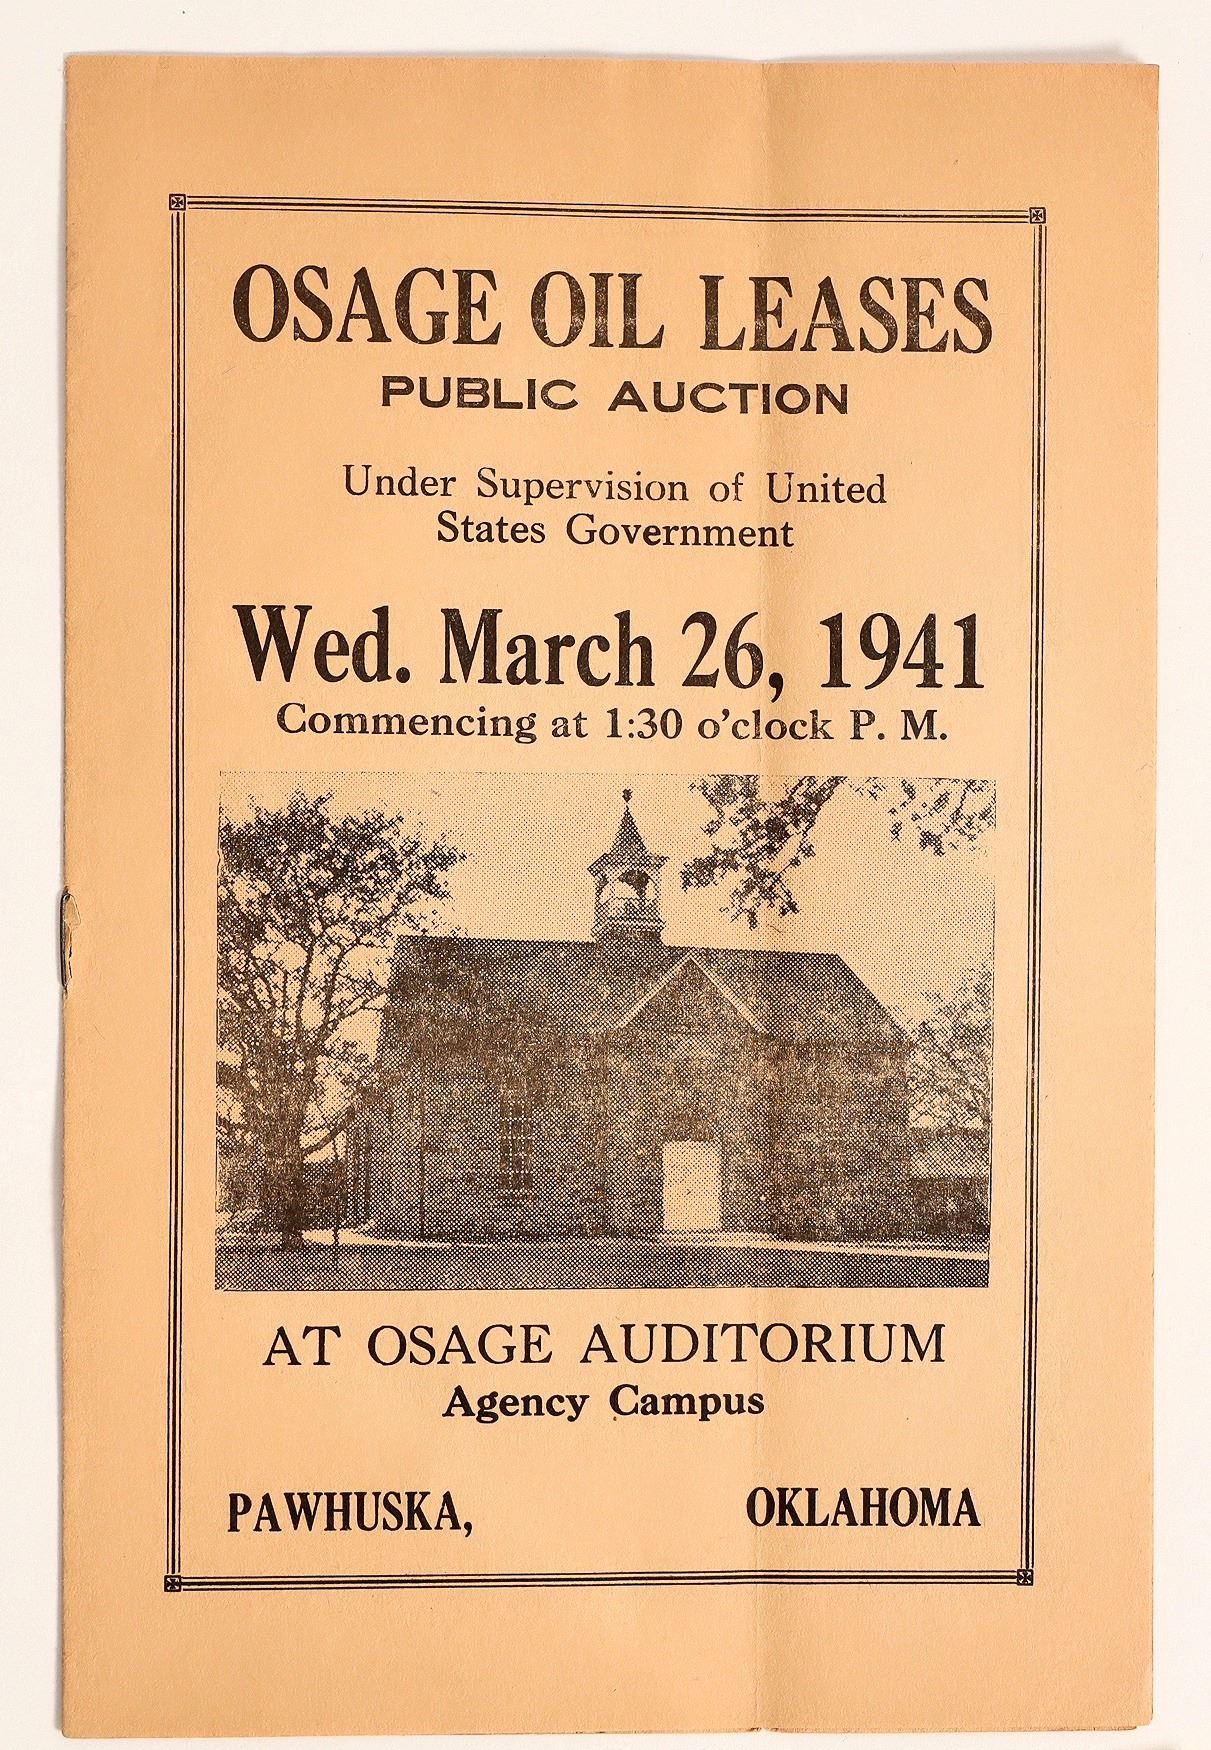 OSAGE OIL LEASES
PUBLIC AUCTION
Under Supervision of United
States Government
Wed. March 26, 1941
Commencing at 1:30 o'clock P. M.
AT OSAGE AUDITORIUM
Agency Campus
PAWHUSKA, OKLAHOMA